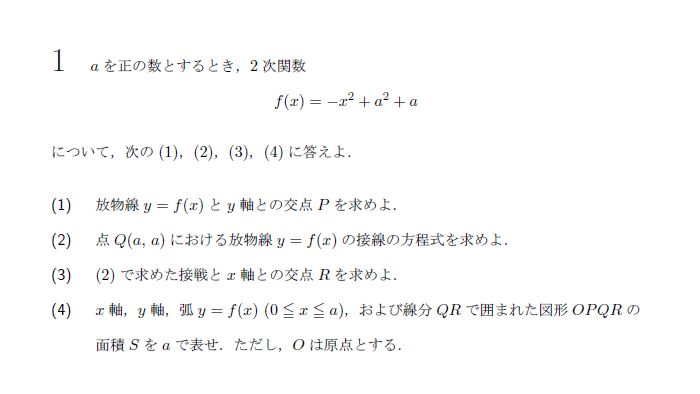 1 a を正の数とするとき，2 次関数
f(x) = −x² + a² + a
について，次の (1)，(2)，(3)，(4) に答えよ．
(1) 放物線 y = f(x) と y 軸との交点 P を求めよ．
(2) 点 Q(a, a) における放物線 y = f(x) の接線の方程式を求めよ．
(3) (2) で求めた接戦と x 軸との交点 R を求めよ．
(4) x 軸，y 軸，弧 y = f(x) (0 ≦ x ≦ a)，および線分 QR で囲まれた図形 OPQR の
面積 S を a で表せ．ただし，O は原点とする．